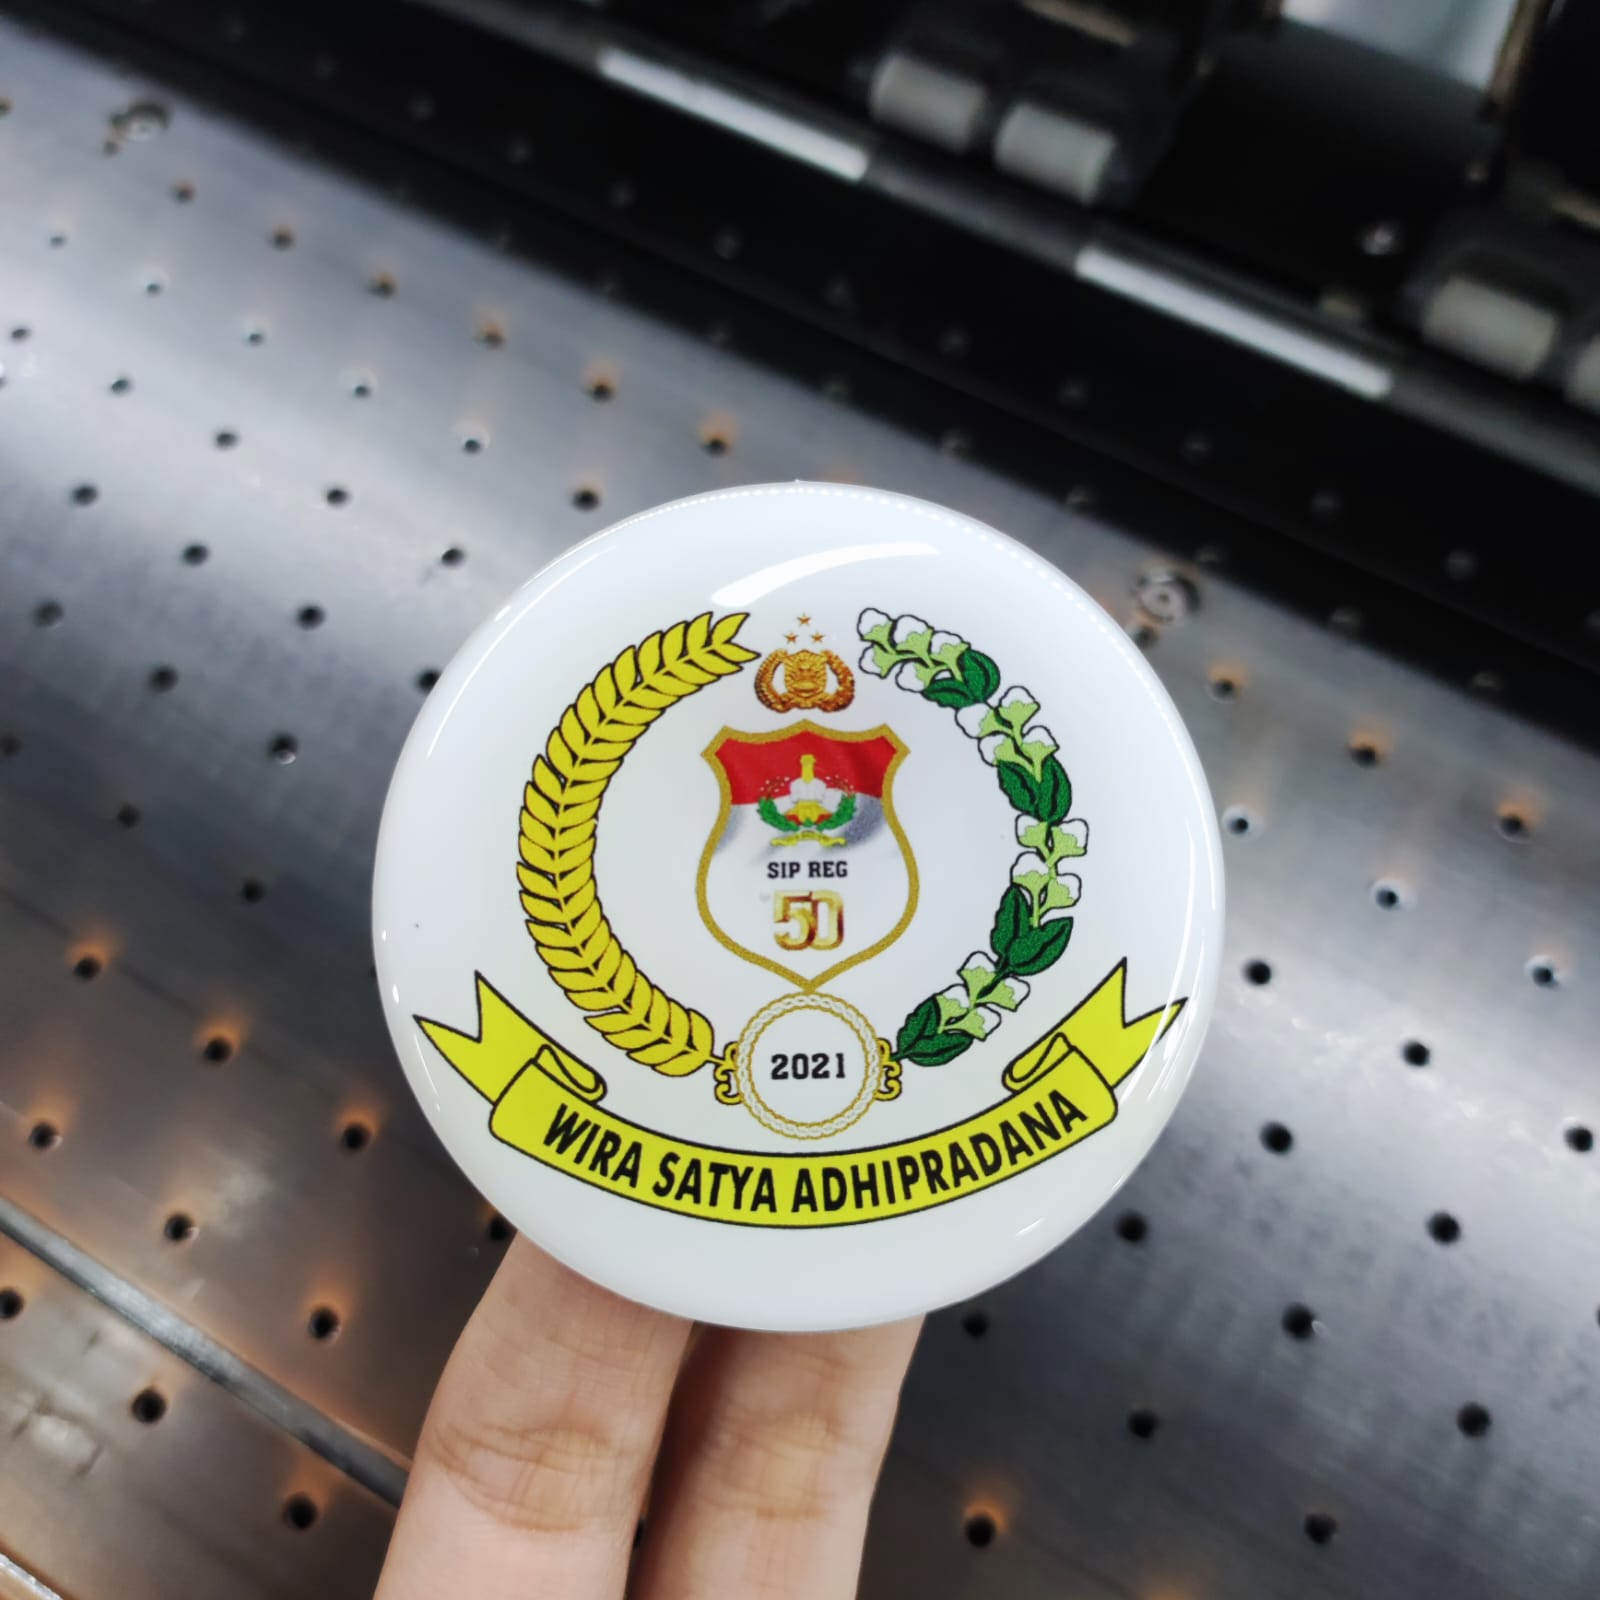 SIP REG
50
2021
WIRA SATYA ADHIPRADANA